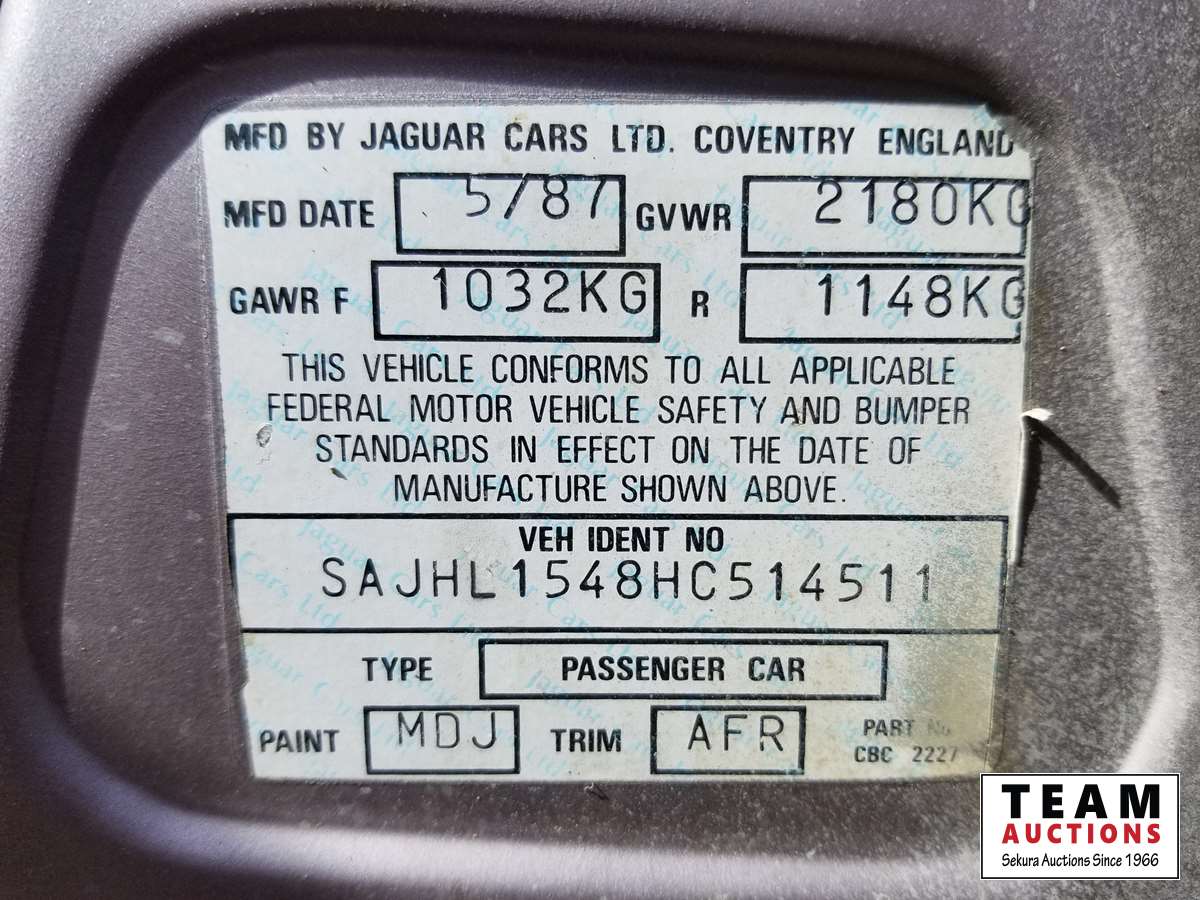 MFD BY JAGUAR CARS LTD. COVENTRY ENGLAND
MFD DATE 5/87 GVWR 2180KG
GAWR F 1032KG R 1148KG
THIS VEHICLE CONFORMS TO ALL APPLICABLE
FEDERAL MOTOR VEHICLE SAFETY AND BUMPER
STANDARDS IN EFFECT ON THE DATE OF
MANUFACTURE SHOWN ABOVE.
VEH IDENT NO
SAJHL1548HC514511
TYPE PASSENGER CAR
PAINT MDJ TRIM AFR
PART No
CBC 2227
TEAM
AUCTIONS
Sekura Auctions Since 1966